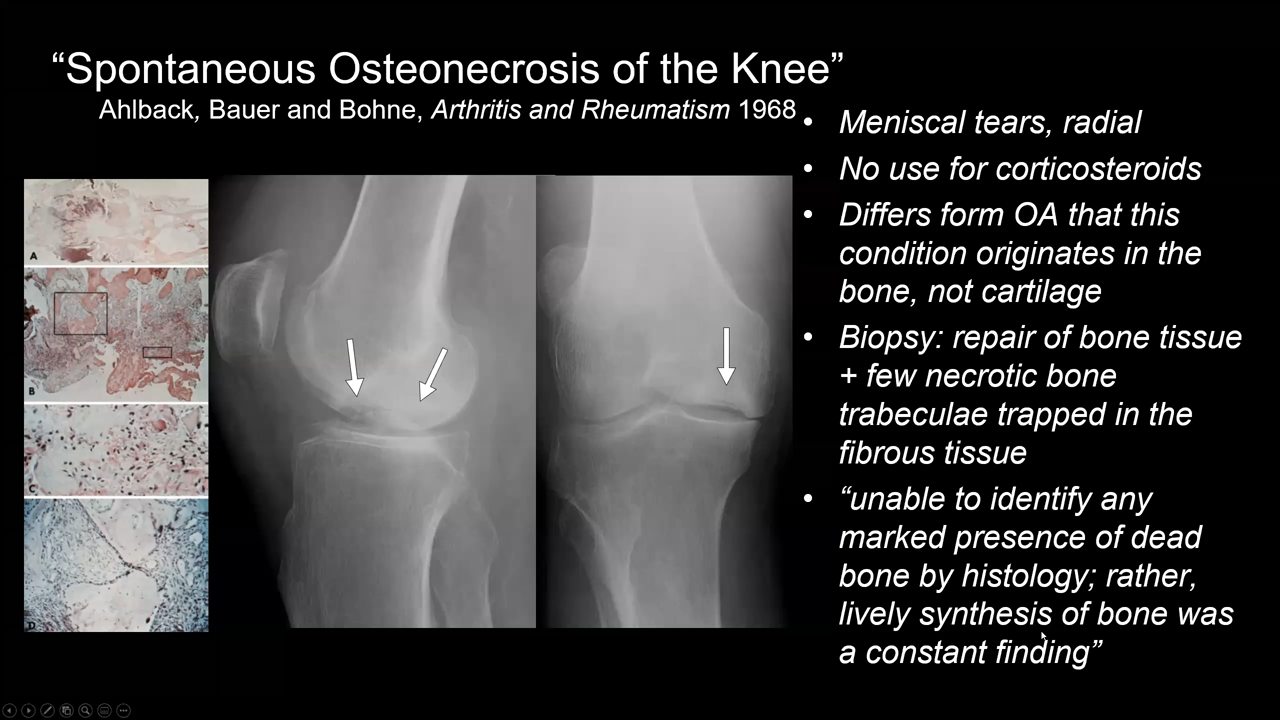 “Spontaneous Osteonecrosis of the Knee”
Ahlback, Bauer and Bohne, Arthritis and Rheumatism 1968
• Meniscal tears, radial
• No use for corticosteroids
• Differs form OA that this
condition originates in the
bone, not cartilage
• Biopsy: repair of bone tissue
+ few necrotic bone
trabeculae trapped in the
fibrous tissue
• “unable to identify any
marked presence of dead
bone by histology; rather,
lively synthesis of bone was
a constant finding”
A
B
C
D